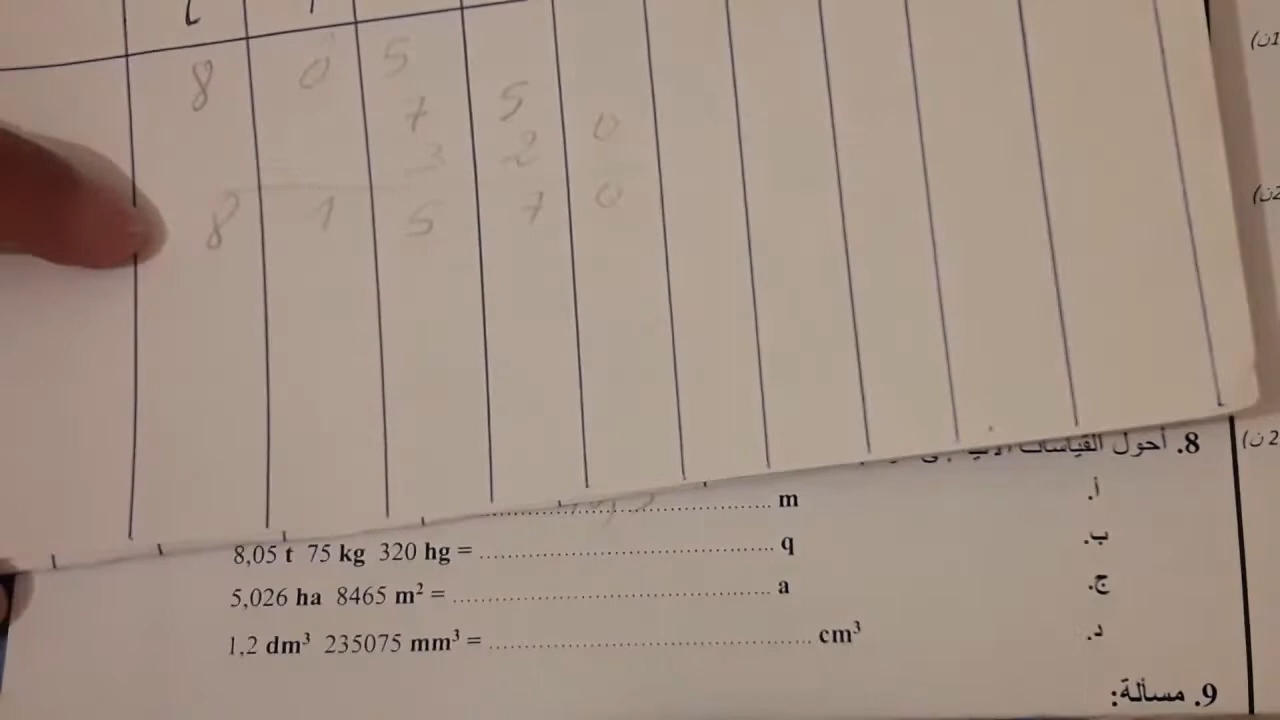 8 0 5
7 5
3 2 0
8 1 5 7 0
8. أحول القياسات
أ. m
ب. 8,05 t 75 kg 320 hg = ........................ q
ج. 5,026 ha 8465 m² = ........................ a
د. 1,2 dm³ 235075 mm³ = ........................ cm³
9. مسألة: